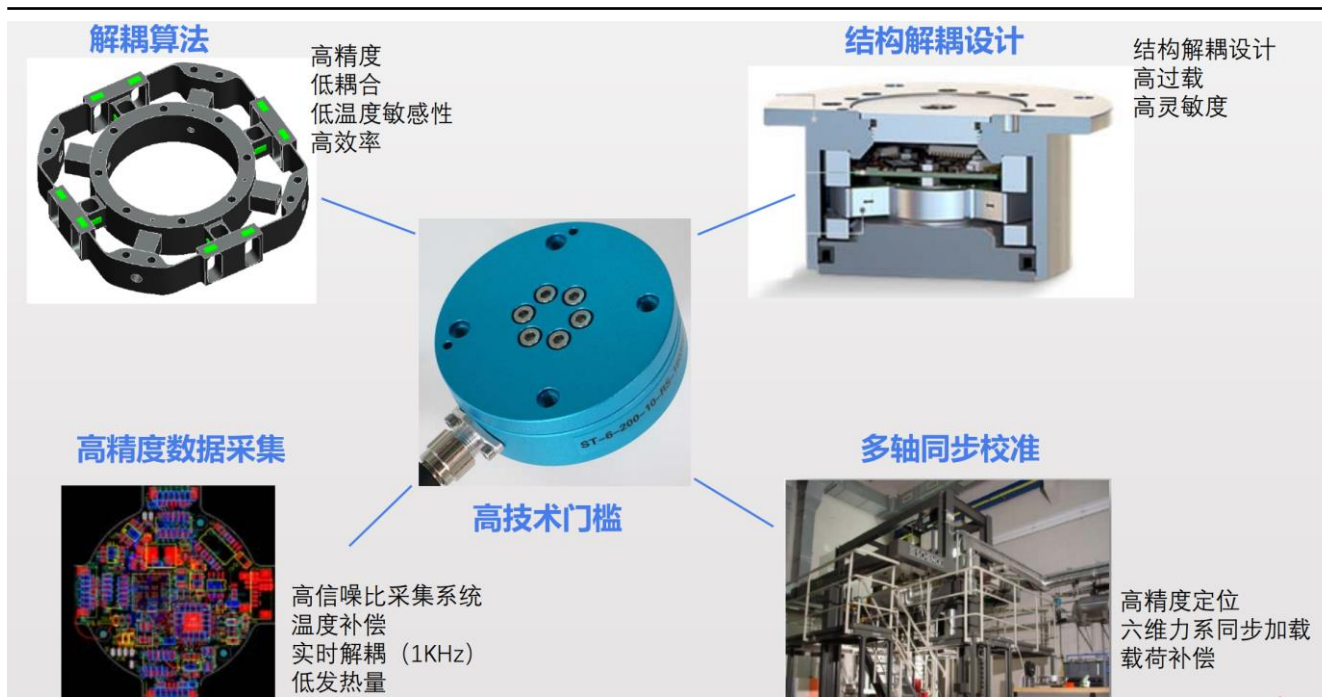 解耦算法
高精度
低耦合
低温度敏感性
高效率
结构解耦设计
结构解耦设计
高过载
高灵敏度
高技术门槛
高精度数据采集
高信噪比采集系统
温度补偿
实时解耦（1KHz）
低发热量
多轴同步校准
高精度定位
六维力系同步加载
载荷补偿